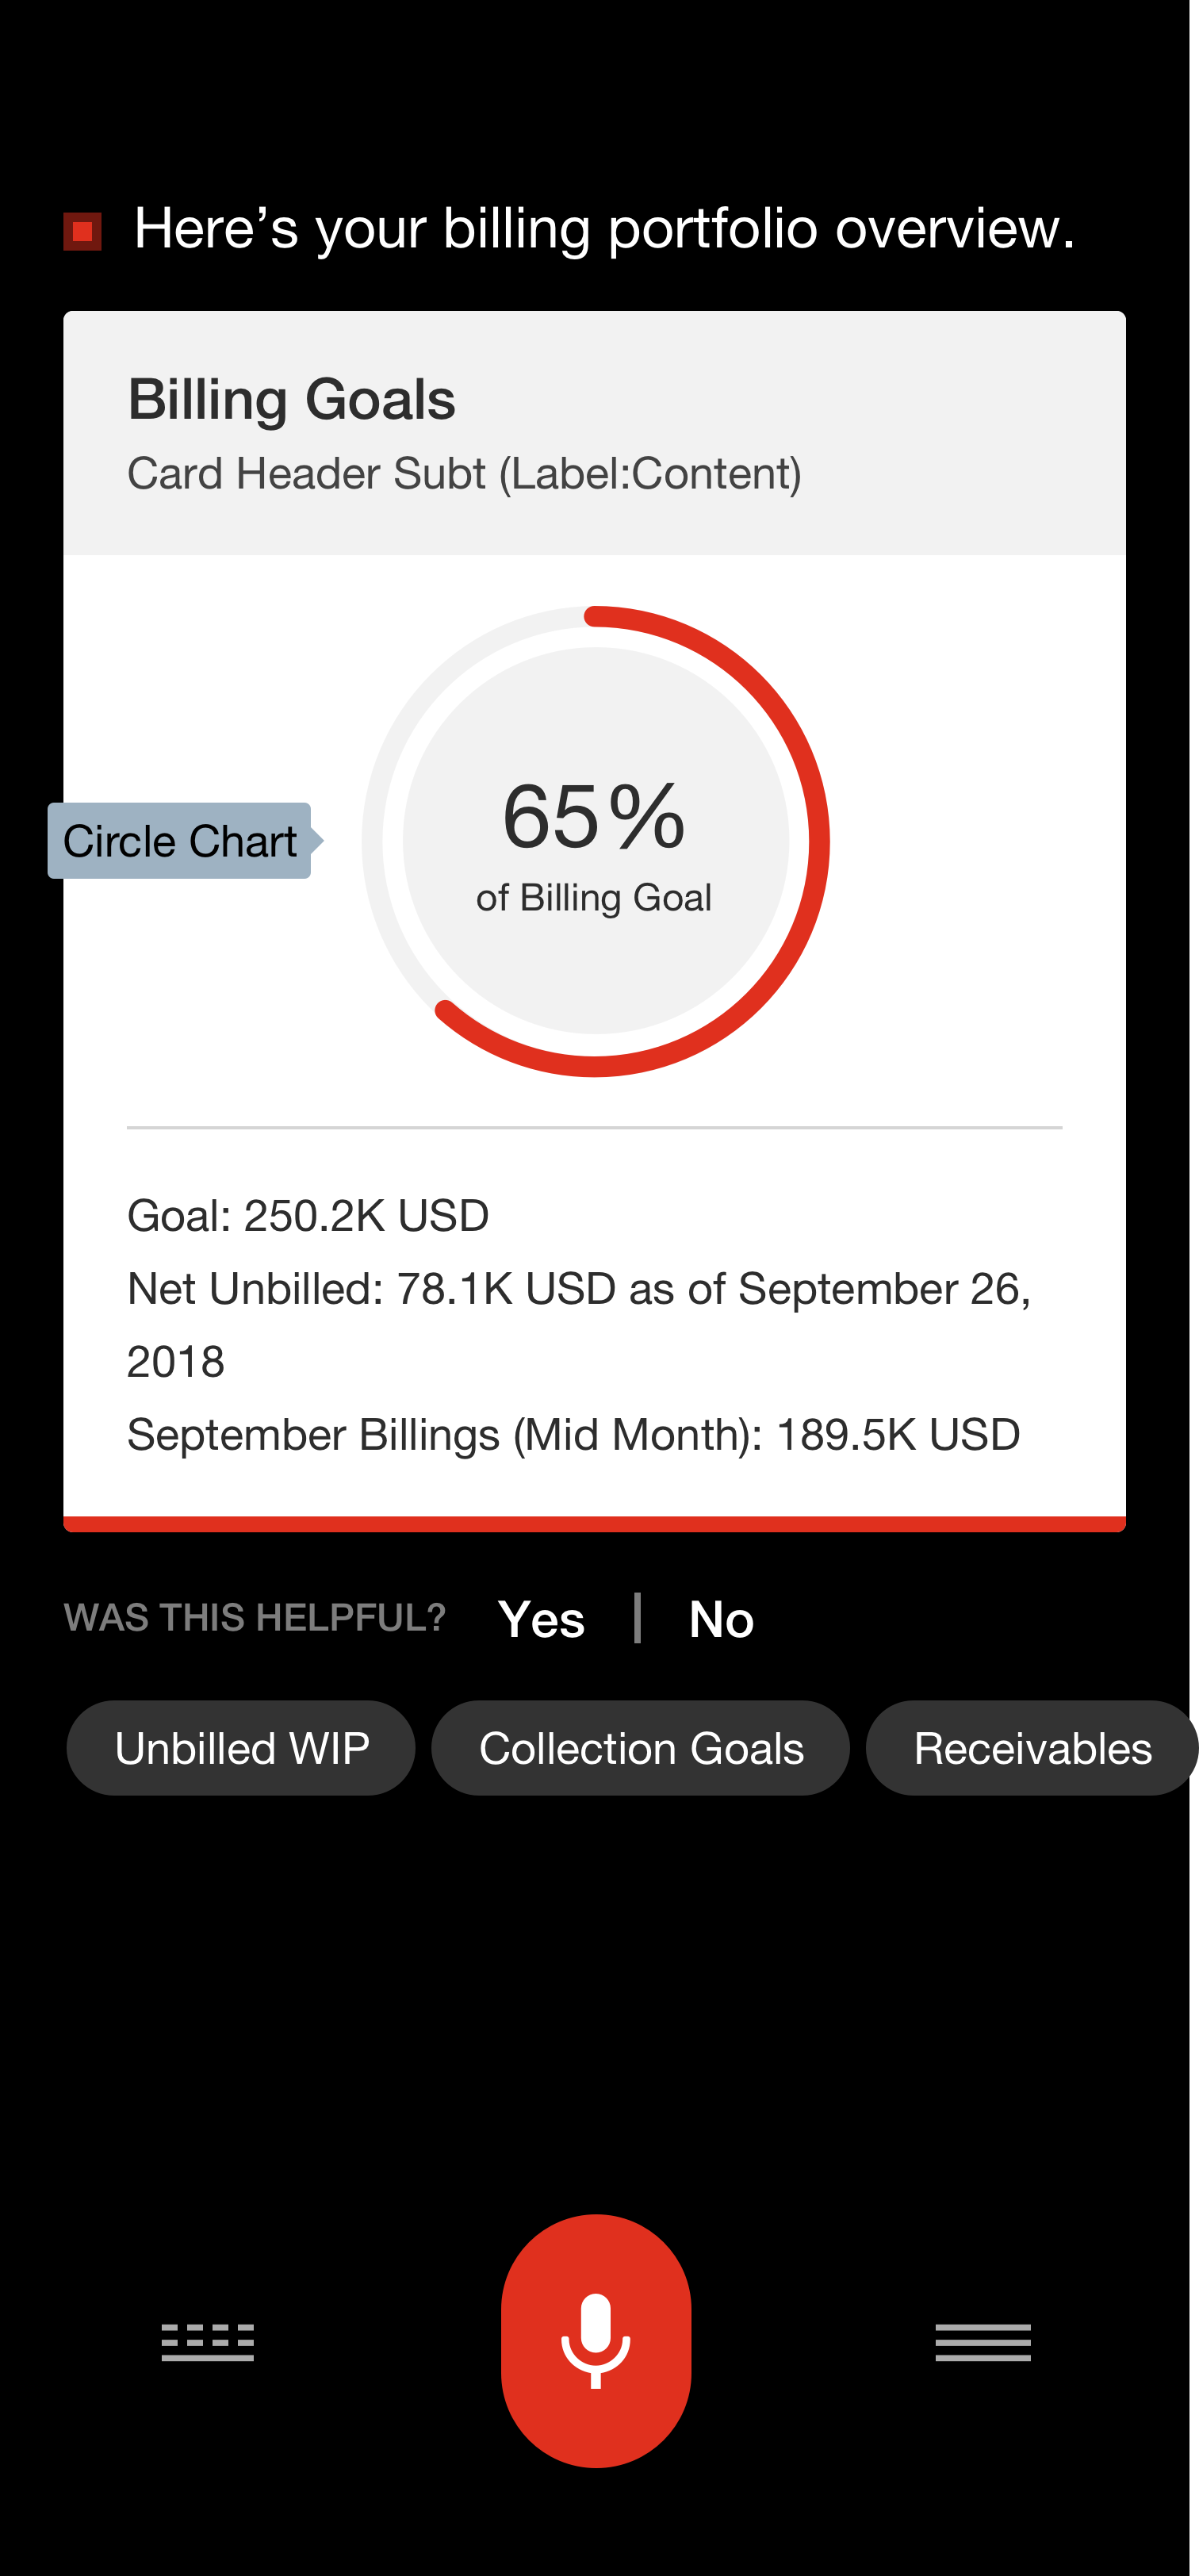 Here’s your billing portfolio overview.
Billing Goals
Card Header Subt (Label:Content)
65%
of Billing Goal
Circle Chart
Goal: 250.2K USD
Net Unbilled: 78.1K USD as of September 26,
2018
September Billings (Mid Month): 189.5K USD
WAS THIS HELPFUL? Yes | No
Unbilled WIP Collection Goals Receivables